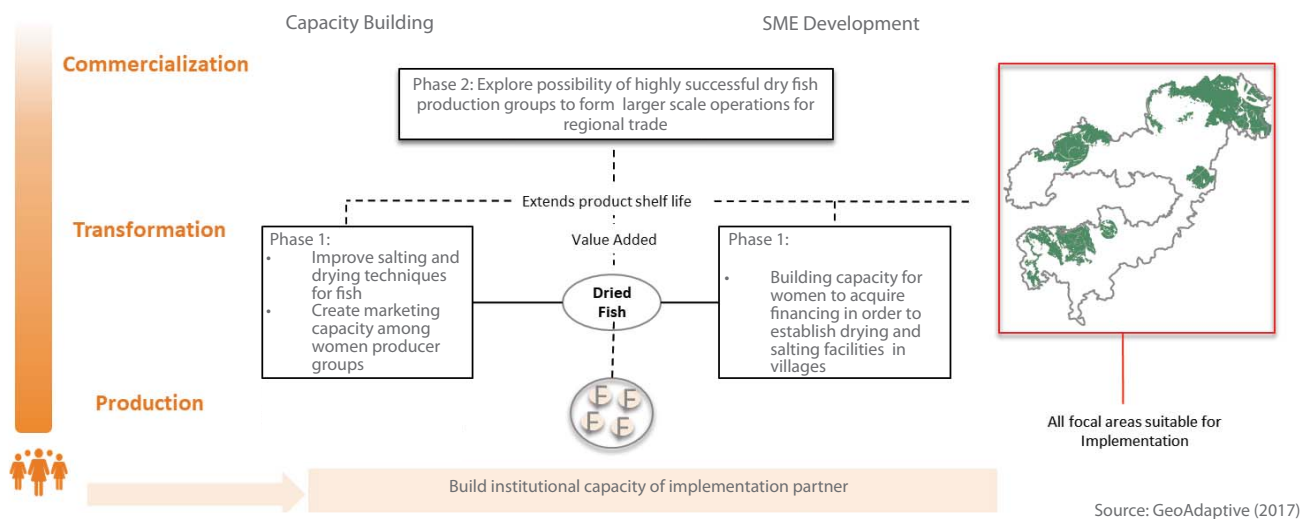 Capacity Building
SME Development
Commercialization
Phase 2: Explore possibility of highly successful dry fish
production groups to form larger scale operations for
regional trade
Extends product shelf life
Transformation
Value Added
Phase 1:
• Improve salting and
drying techniques
for fish
• Create marketing
capacity among
women producer
groups
Dried
Fish
Phase 1:
• Building capacity for
women to acquire
financing in order to
establish drying and
salting facilities in
villages
Production
F F
F F
All focal areas suitable for
Implementation
Build institutional capacity of implementation partner
Source: GeoAdaptive (2017)